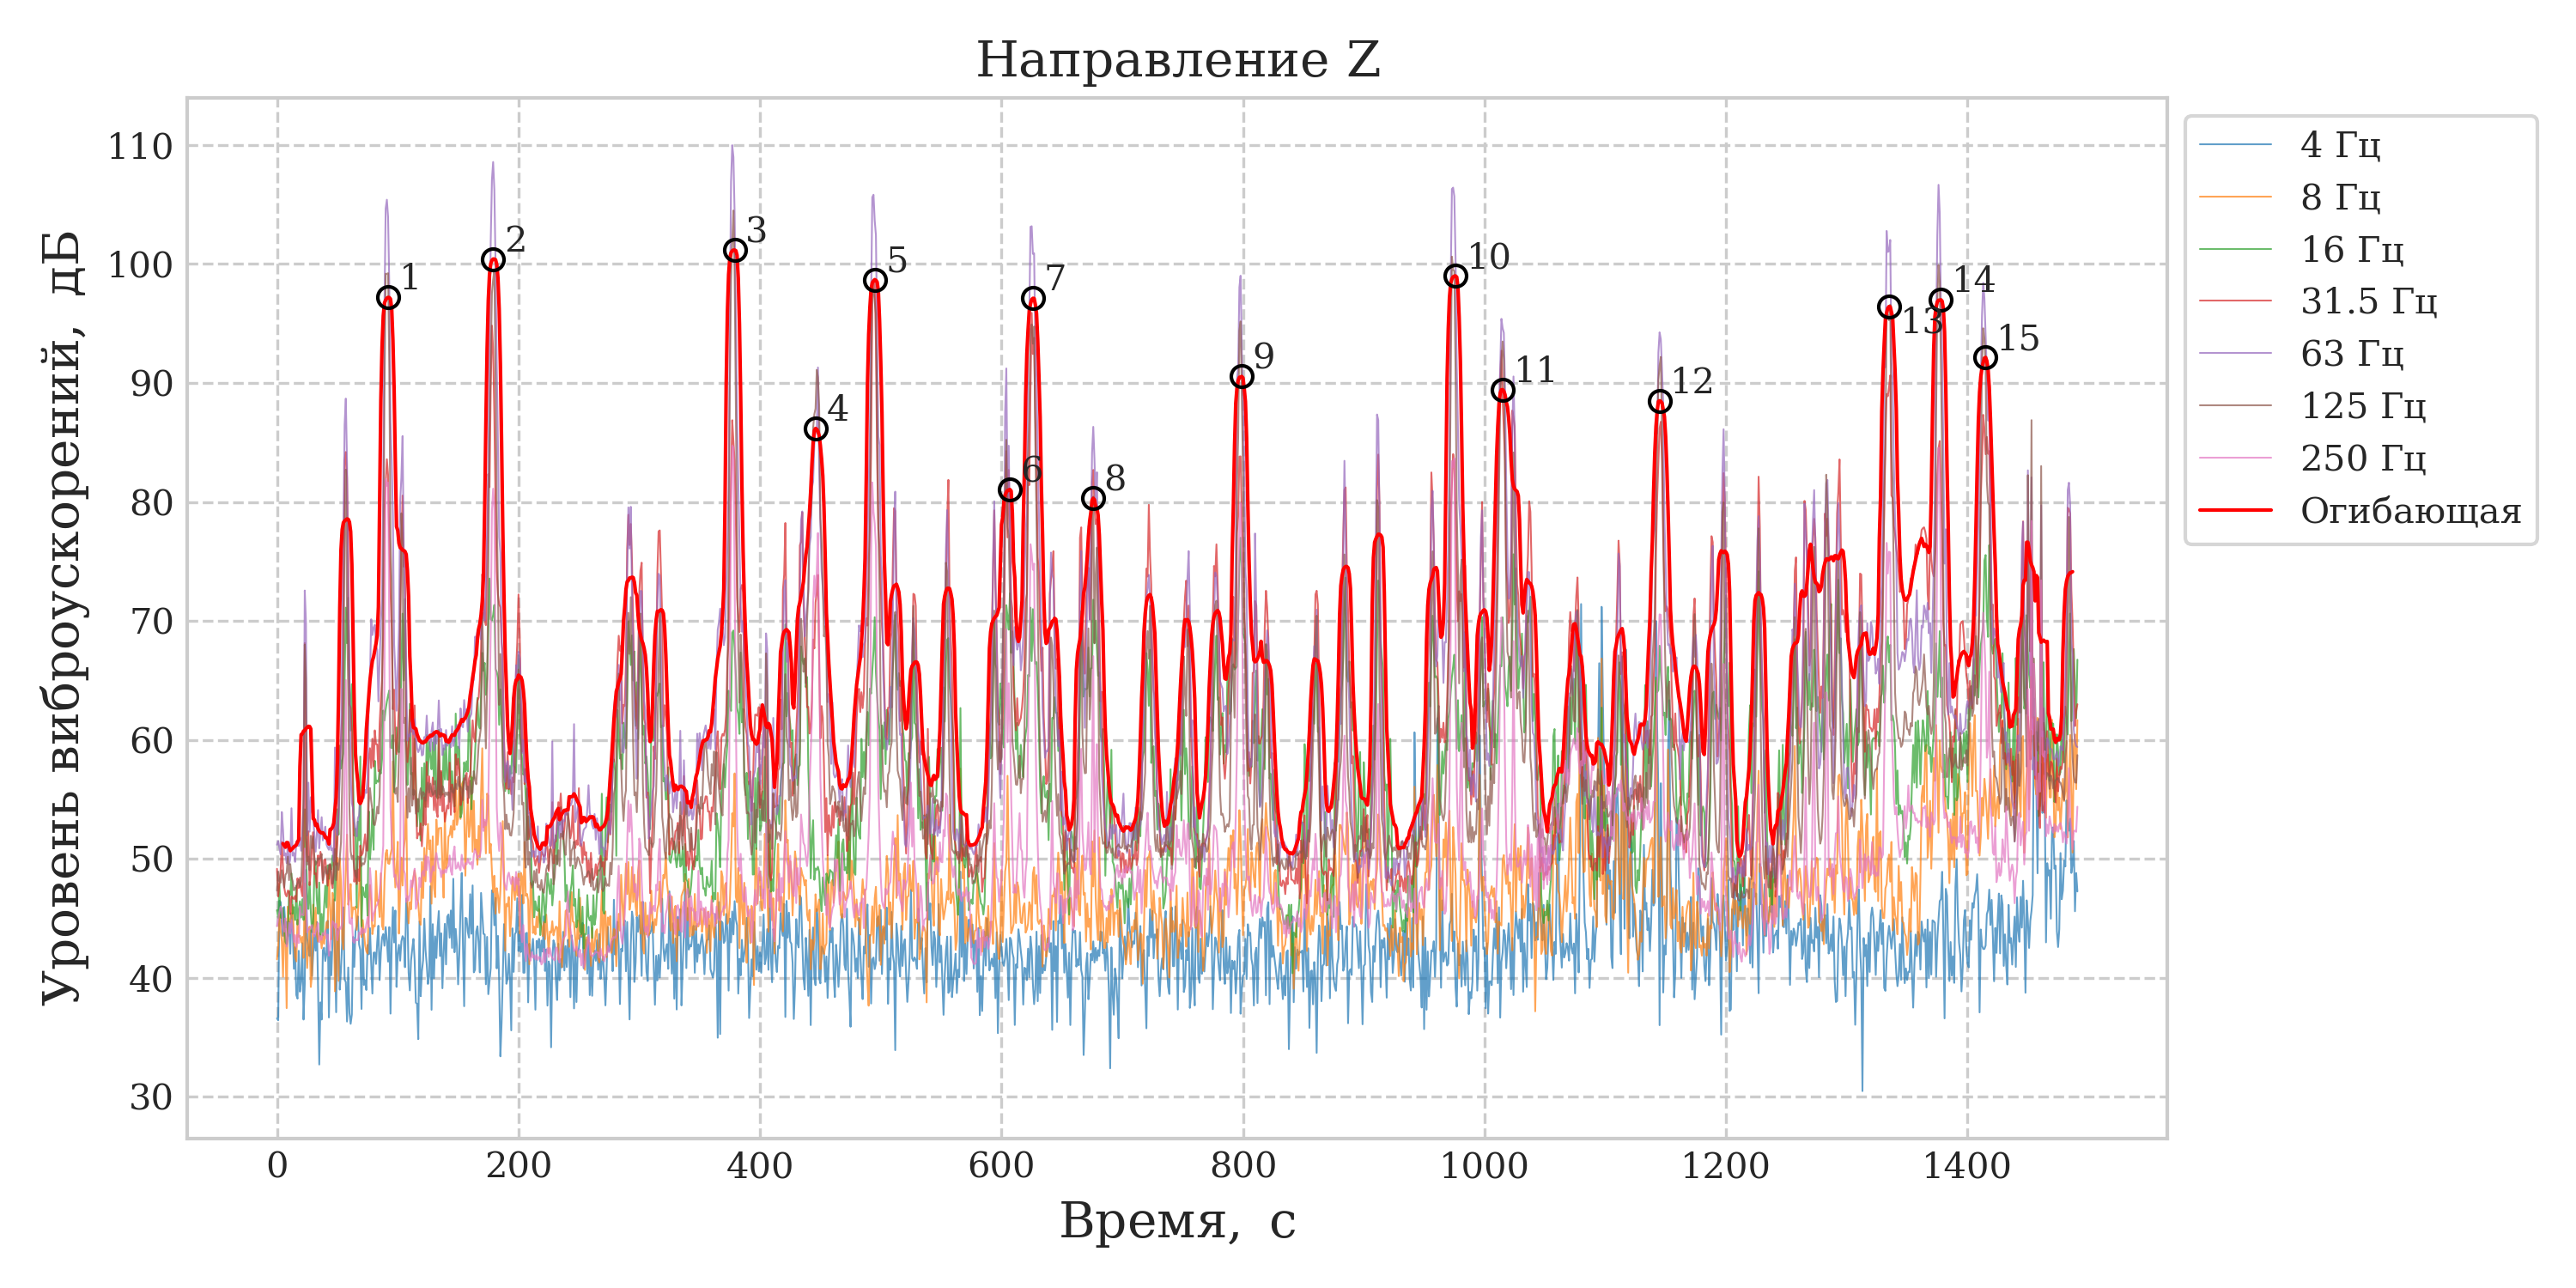 Направление Z
Уровень виброускорений, дБ
110
100
90
80
70
60
50
40
30
1
2
3
4
5
6
7
8
9
10
11
12
13
14
15
0 200 400 600 800 1000 1200 1400
Время, с
4 Гц
8 Гц
16 Гц
31.5 Гц
63 Гц
125 Гц
250 Гц
Огибающая